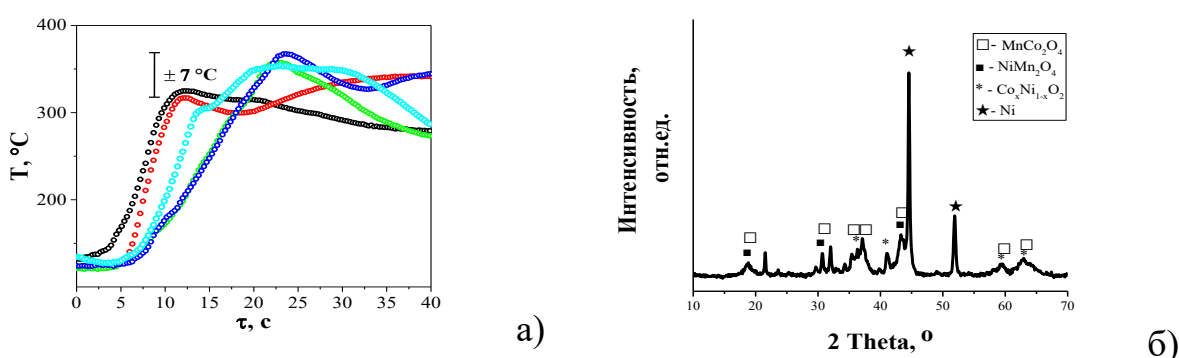 400
300
200
T, °C
± 7 °C
0 5 10 15 20 25 30 35 40
τ, c
а)
Интенсивность,
отн.ед.
□- MnCo₂O₄
■- NiMn₂O₄
* - CoₓNi₁₋ₓO₂
★- Ni
10 20 30 40 50 60 70
2 Theta, º
б)